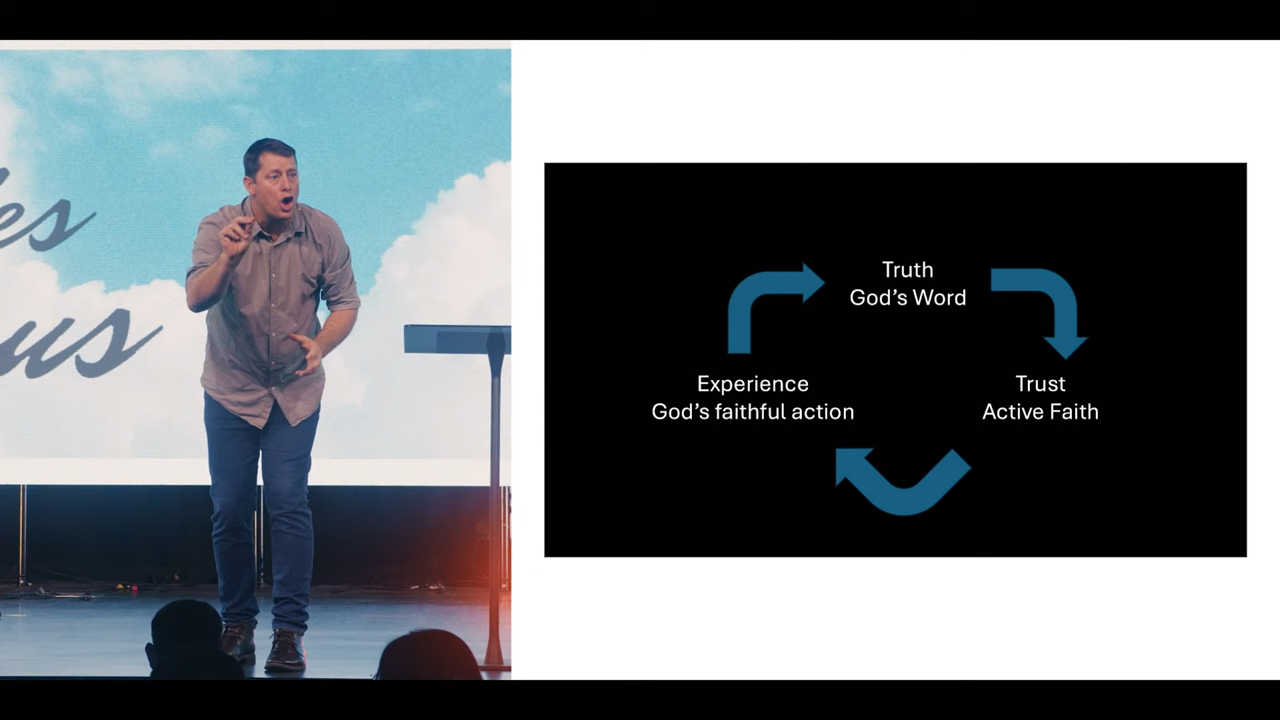 Truth
God's Word
Experience
God's faithful action
Trust
Active Faith